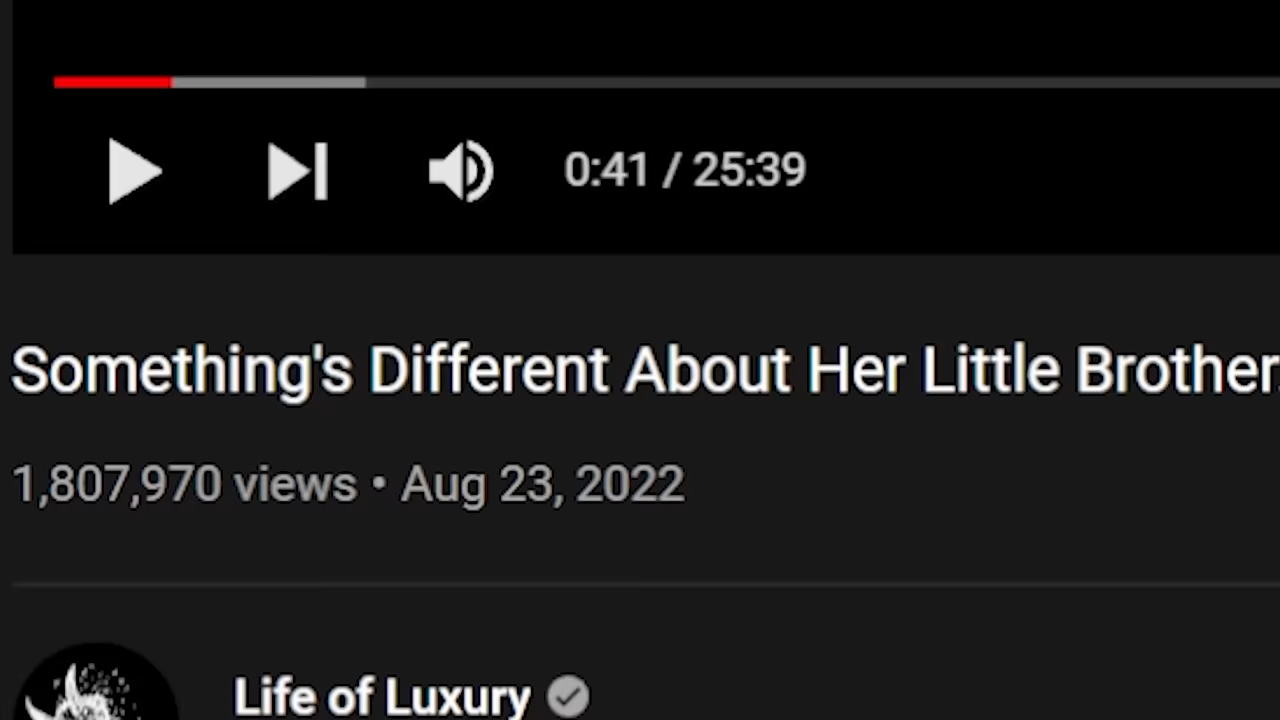 0:41 / 25:39
Something's Different About Her Little Brother
1,807,970 views • Aug 23, 2022
Life of Luxury